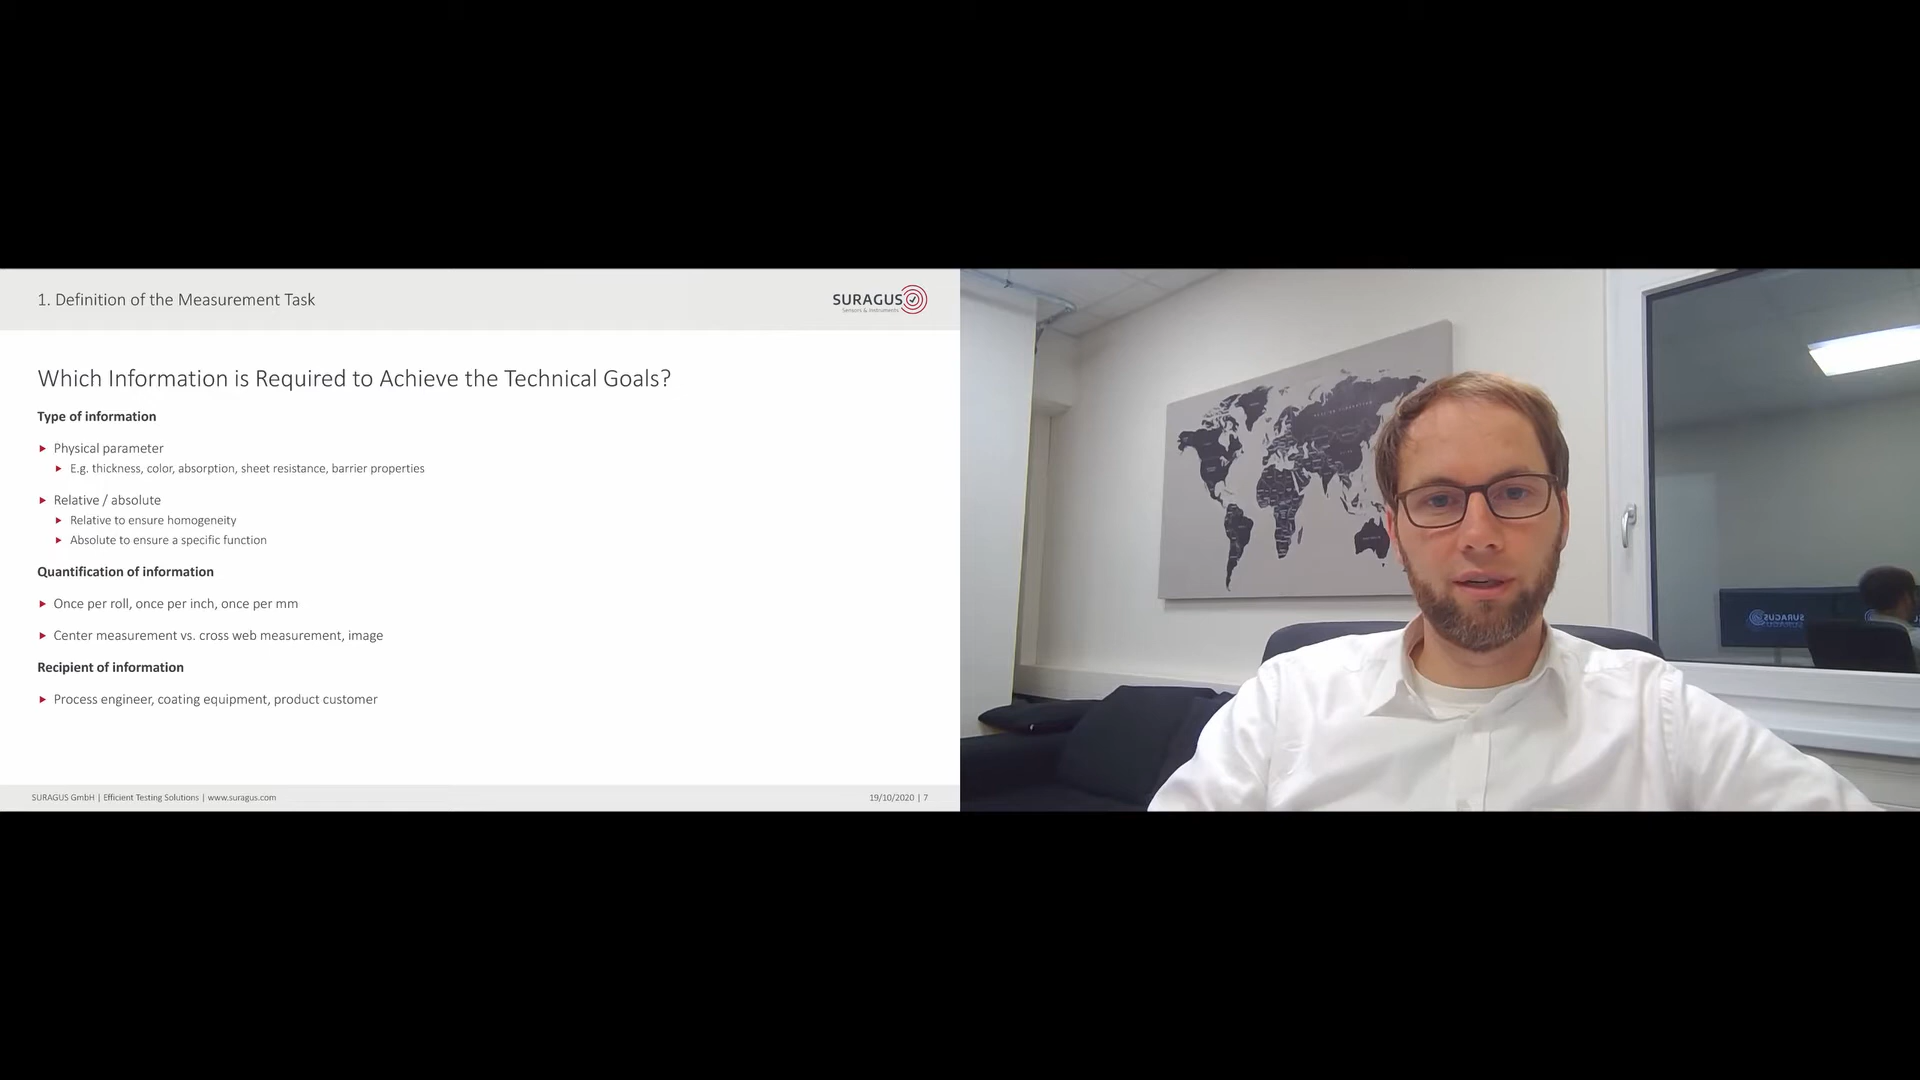 1. Definition of the Measurement Task
SURAGUS
Sensors & Instruments
Which Information is Required to Achieve the Technical Goals?
Type of information
Physical parameter
E.g. thickness, color, absorption, sheet resistance, barrier properties
Relative / absolute
Relative to ensure homogeneity
Absolute to ensure a specific function
Quantification of information
Once per roll, once per inch, once per mm
Center measurement vs. cross web measurement, image
Recipient of information
Process engineer, coating equipment, product customer
SURAGUS GmbH | Efficient Testing Solutions | www.suragus.com
19/10/2020 | 7
SURAGUS